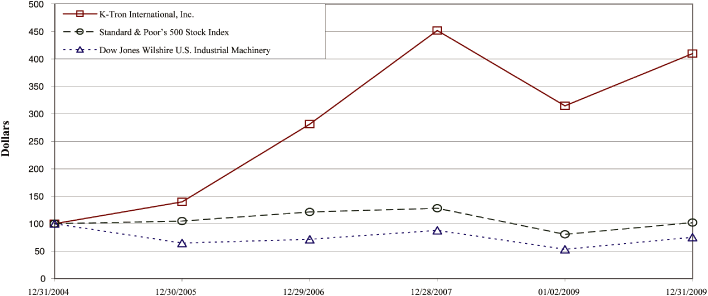 500
450
400
350
300
250
200
150
100
50
0
Dollars
K-Tron International, Inc.
Standard & Poor's 500 Stock Index
Dow Jones Wilshire U.S. Industrial Machinery
12/31/2004 12/30/2005 12/29/2006 12/28/2007 01/02/2009 12/31/2009